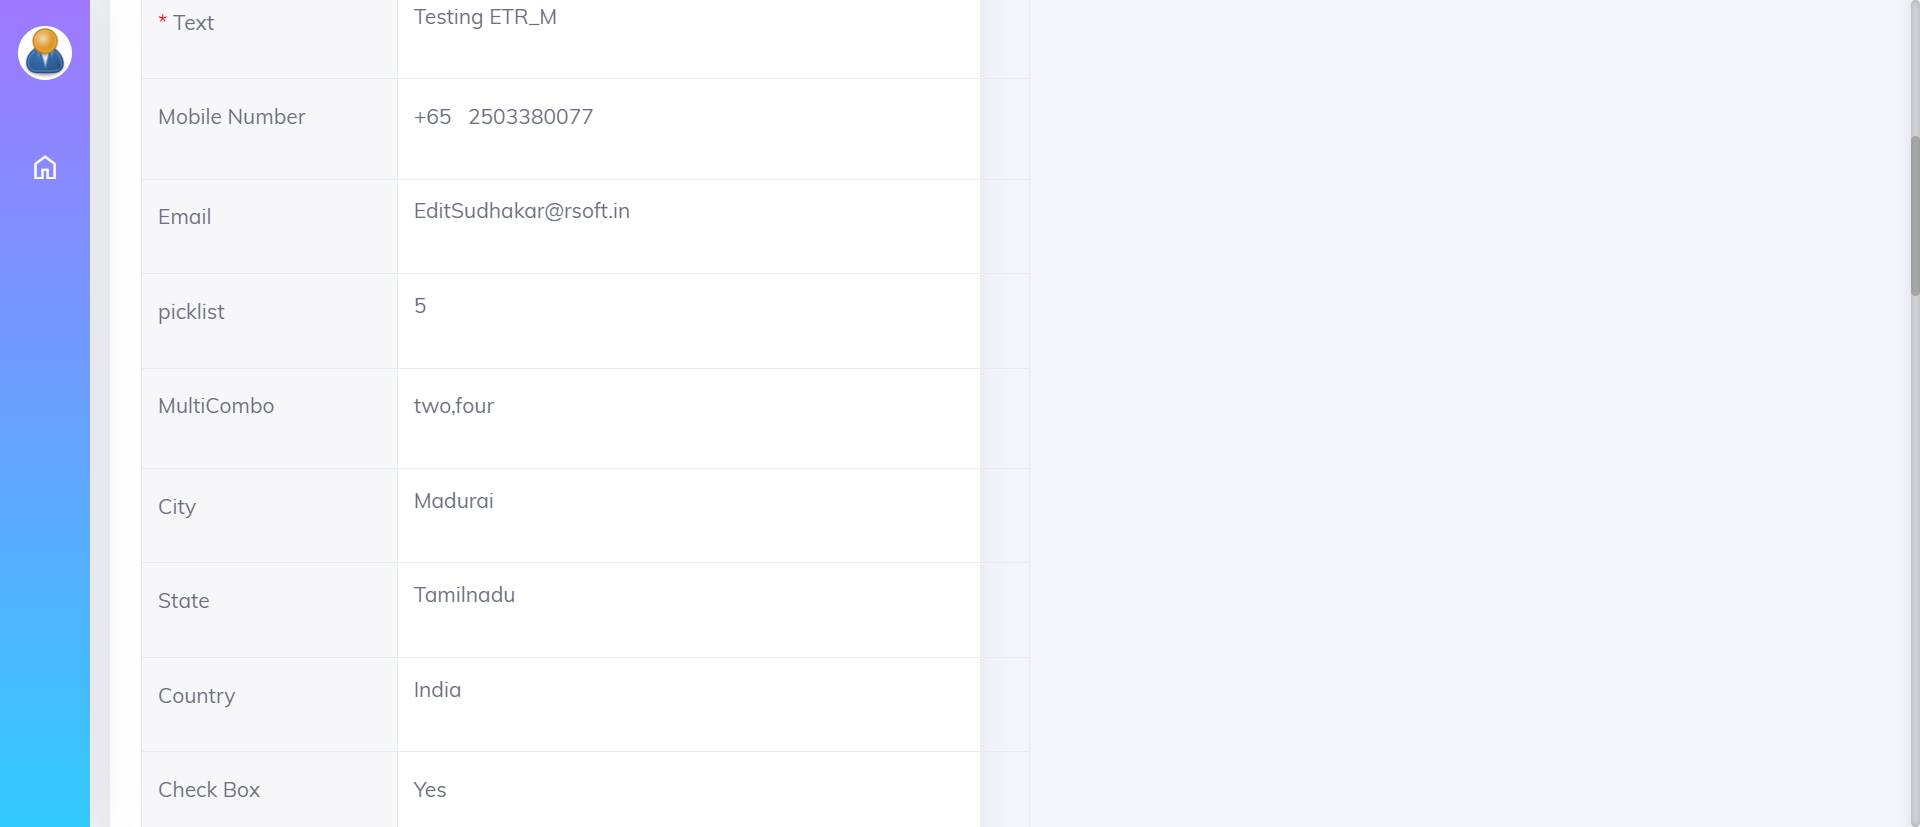 * Text Testing ETR_M
Mobile Number +65 2503380077
Email EditSudhakar@rsoft.in
picklist 5
MultiCombo two,four
City Madurai
State Tamilnadu
Country India
Check Box Yes